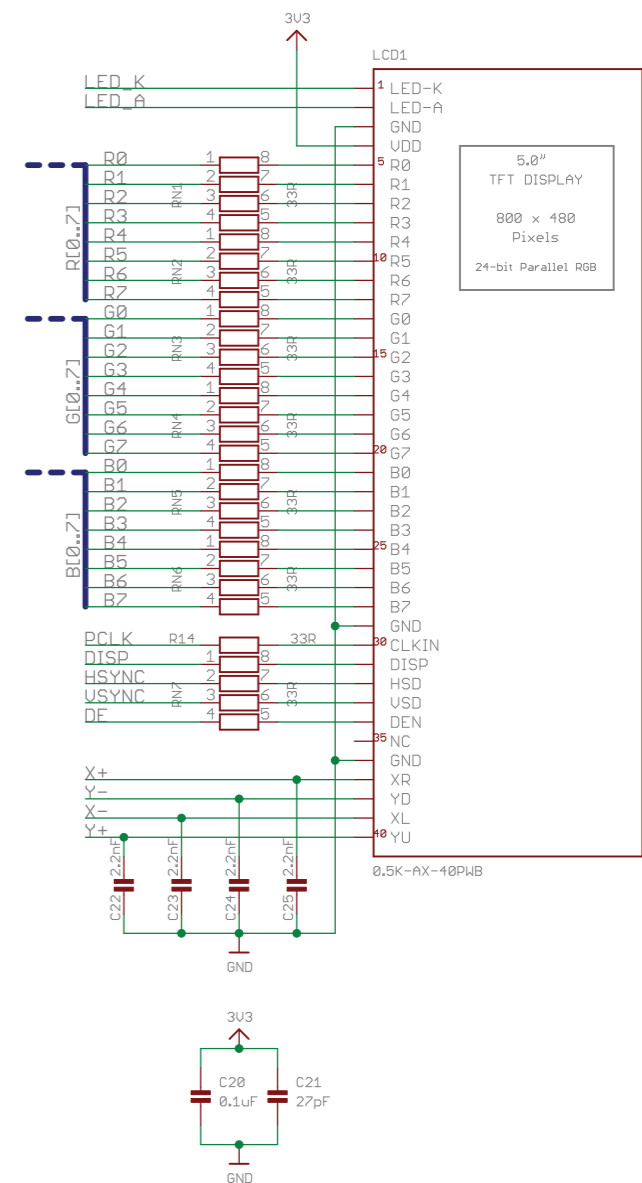 3V3
LCD1
LED_K 1 LED-K
LED_A LED-A
GND
VDD
R0 1 8 5 R0
R1 2 7 R1
R2 3 6 R2
R3 4 5 R3
R4 1 8 R4
R5 2 7 10 R5
R6 3 6 R6
R7 4 5 R7
RN1 33R
RN2 33R
R[0..7]
5.0"
TFT DISPLAY
800 x 480
Pixels
24-bit Parallel RGB
G0 1 8 G0
G1 2 7 G1
G2 3 6 15 G2
G3 4 5 G3
G4 1 8 G4
G5 2 7 G5
G6 3 6 G6
G7 4 5 20 G7
RN3 33R
RN4 33R
G[0..7]
B0 1 8 B0
B1 2 7 B1
B2 3 6 B2
B3 4 5 B3
B4 1 8 25 B4
B5 2 7 B5
B6 3 6 B6
B7 4 5 B7
RN5 33R
RN6 33R
B[0..7]
GND
PCLK R14 33R 30 CLKIN
DISP 1 8 DISP
HSYNC 2 7 HSD
VSYNC 3 6 VSD
DE 4 5 DEN
RN7 33R
35 NC
GND
X+ XR
Y- YD
X- XL
Y+ 40 YU
0.5K-AX-40PWB
C22 2.2nF
C23 2.2nF
C24 2.2nF
C25 2.2nF
GND
3V3
C20 C21
0.1uF 27pF
GND